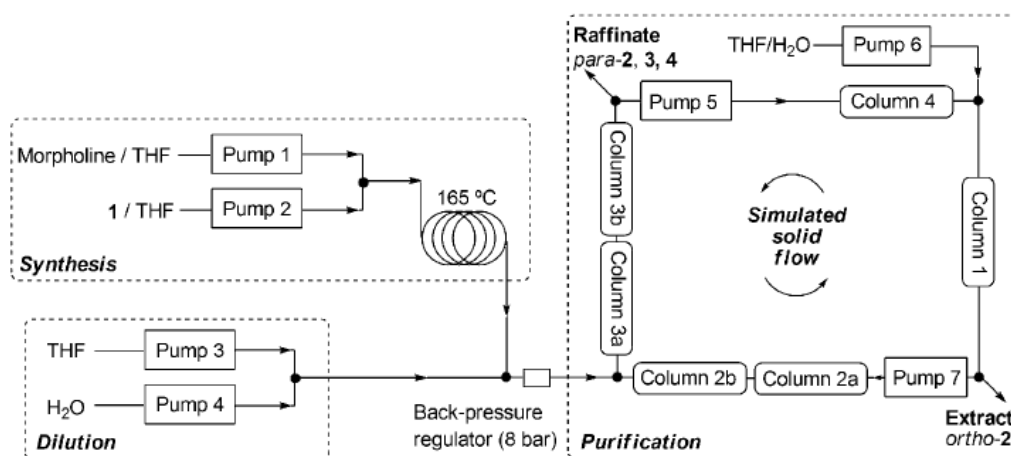 Raffinate
para-2, 3, 4
THF/H2O
Pump 6
Pump 5
Column 4
Morpholine / THF
Pump 1
1 / THF
Pump 2
165 ºC
Synthesis
Column 3b
Column 3a
Simulated
solid
flow
Column 1
THF
Pump 3
H2O
Pump 4
Dilution
Back-pressure
regulator (8 bar)
Column 2b
Column 2a
Pump 7
Extract
ortho-2
Purification